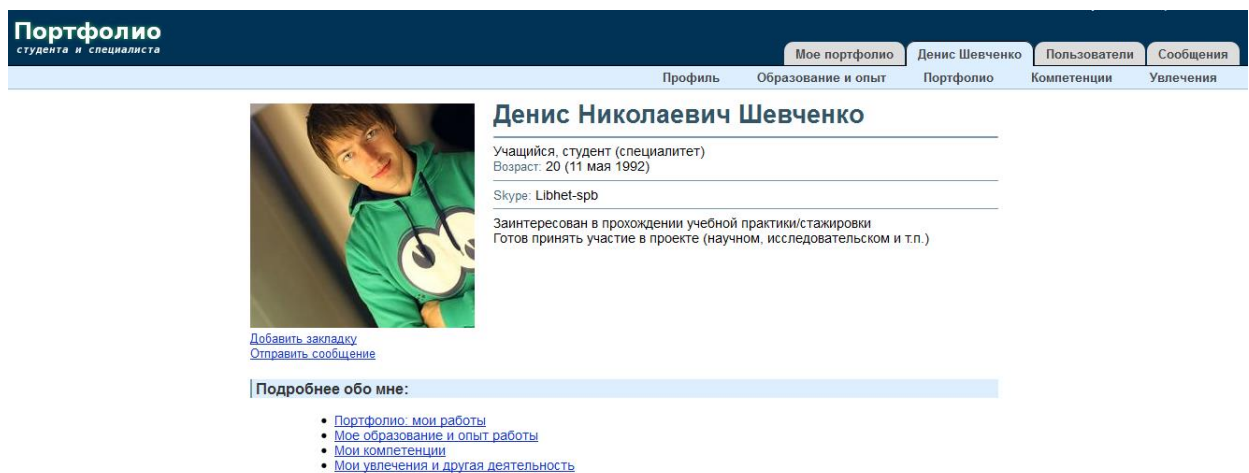 Портфолио
студента и специалиста
Мое портфолио Денис Шевченко Пользователи Сообщения
Профиль Образование и опыт Портфолио Компетенции Увлечения
Денис Николаевич Шевченко
Учащийся, студент (специалитет)
Возраст: 20 (11 мая 1992)
Skype: Libhet-spb
Заинтересован в прохождении учебной практики/стажировки
Готов принять участие в проекте (научном, исследовательском и т.п.)
Добавить закладку
Отправить сообщение
Подробнее обо мне:
Портфолио: мои работы
Мое образование и опыт работы
Мои компетенции
Мои увлечения и другая деятельность